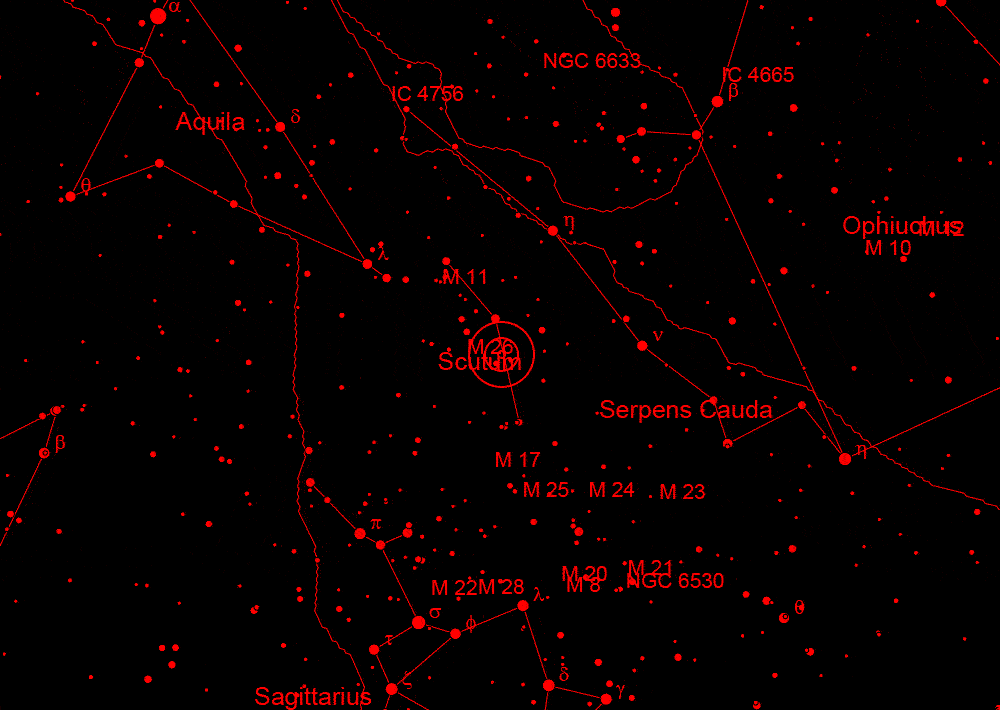 α
NGC 6633
IC 4665
β
IC 4756
Aquila
δ
θ
η
Ophiuchus
M 12
M 10
λ
M 11
ν
M 26
Scutum
Serpens Cauda
β
η
M 17
M 25
M 24
M 23
π
M 20
M 21
M 22
M 28
M 8
NGC 6530
λ
θ
σ
φ
τ
δ
ζ
γ
Sagittarius